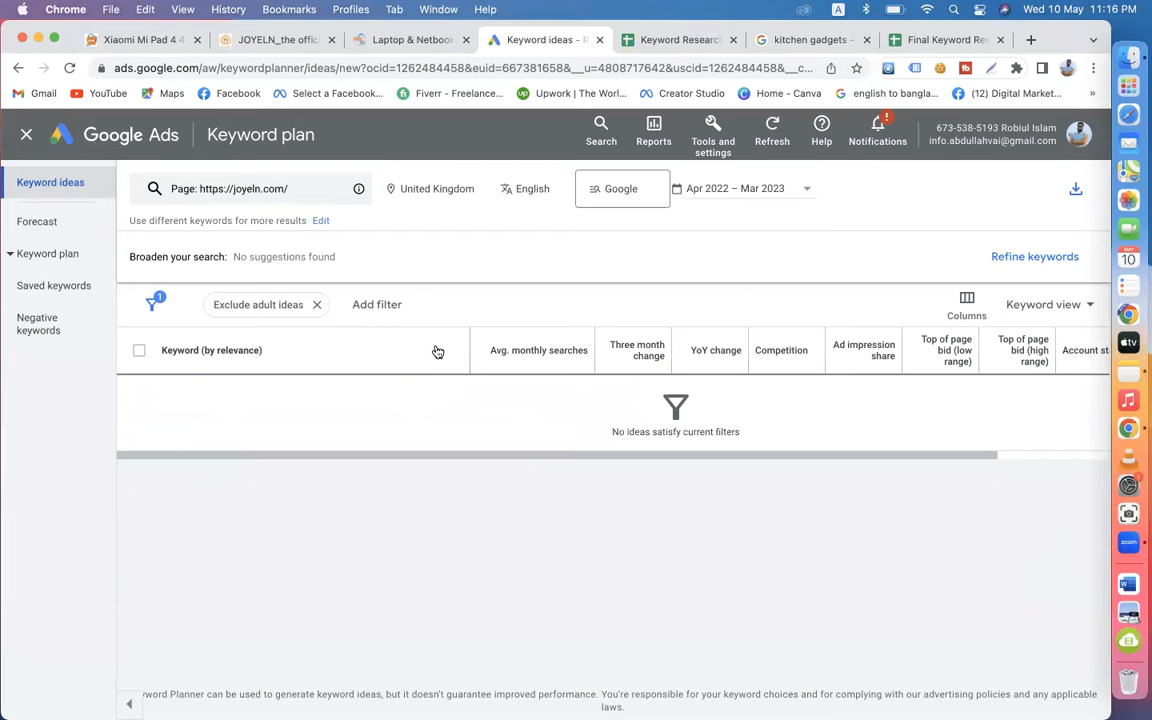 Chrome File Edit View History Bookmarks Profiles Tab Window Help A Wed 10 May 11:16 PM
Xiaomi Mi Pad 4 4 JOYELN_the offici Laptop & Netbook Keyword ideas - R Keyword Researc kitchen gadgets - Final Keyword Re
ads.google.com/aw/keywordplanner/ideas/new?ocid=1262484458&euid=667381658&__u=4808717642&uscid=1262484458&__c...
Gmail YouTube Maps Facebook Select a Facebook... Fiverr - Freelance... Upwork | The Worl... Creator Studio Home - Canva english to bangla... (12) Digital Market... »
Google Ads Keyword plan
Search Reports Tools and settings Refresh Help Notifications
673-538-5193 Robiul Islam
info.abdullahvai@gmail.com
Keyword ideas
Forecast
Keyword plan
Saved keywords
Negative
keywords
Page: https://joyeln.com/ United Kingdom English Google Apr 2022 – Mar 2023
Use different keywords for more results Edit
Broaden your search: No suggestions found Refine keywords
1 Exclude adult ideas Add filter Columns Keyword view
Keyword (by relevance) Avg. monthly searches Three month change YoY change Competition Ad impression share Top of page bid (low range) Top of page bid (high range) Account st
No ideas satisfy current filters
yword Planner can be used to generate keyword ideas, but it doesn't guarantee improved performance. You're responsible for your keyword choices and for complying with our advertising policies and any applicable
laws.
10
tv
zoom